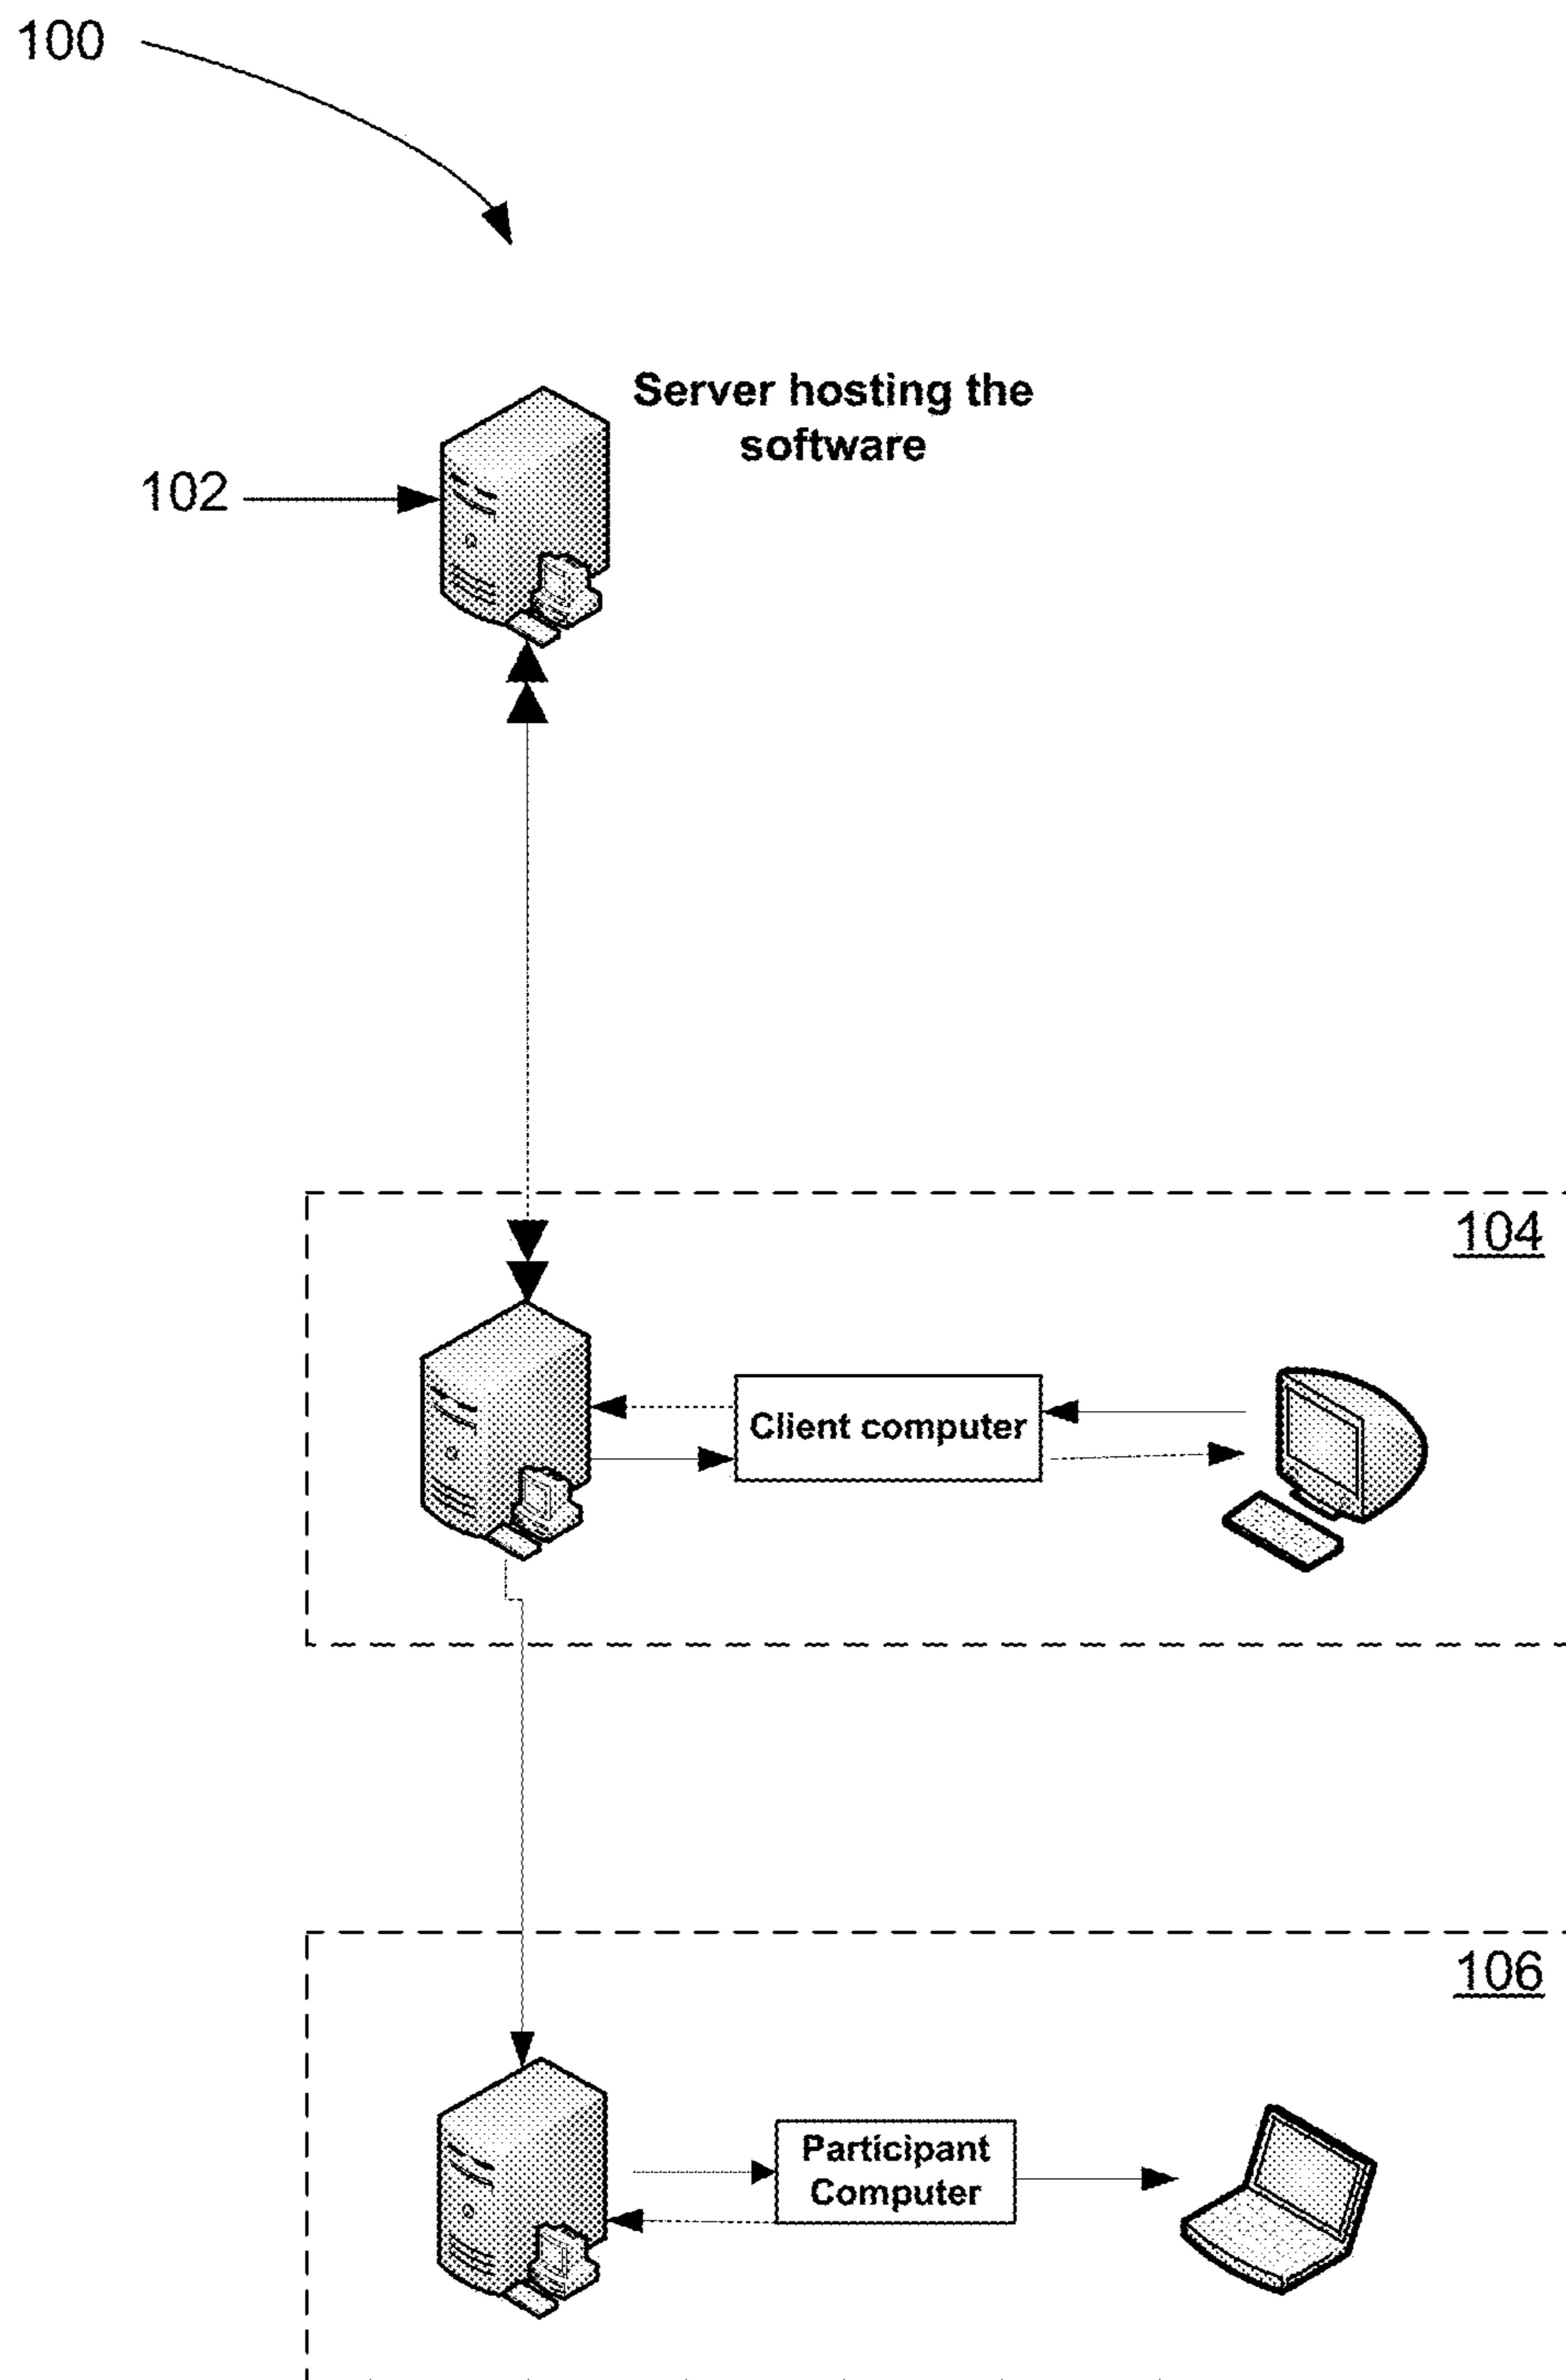 100
Server hosting the
software
102
104
Client computer
106
Participant
Computer